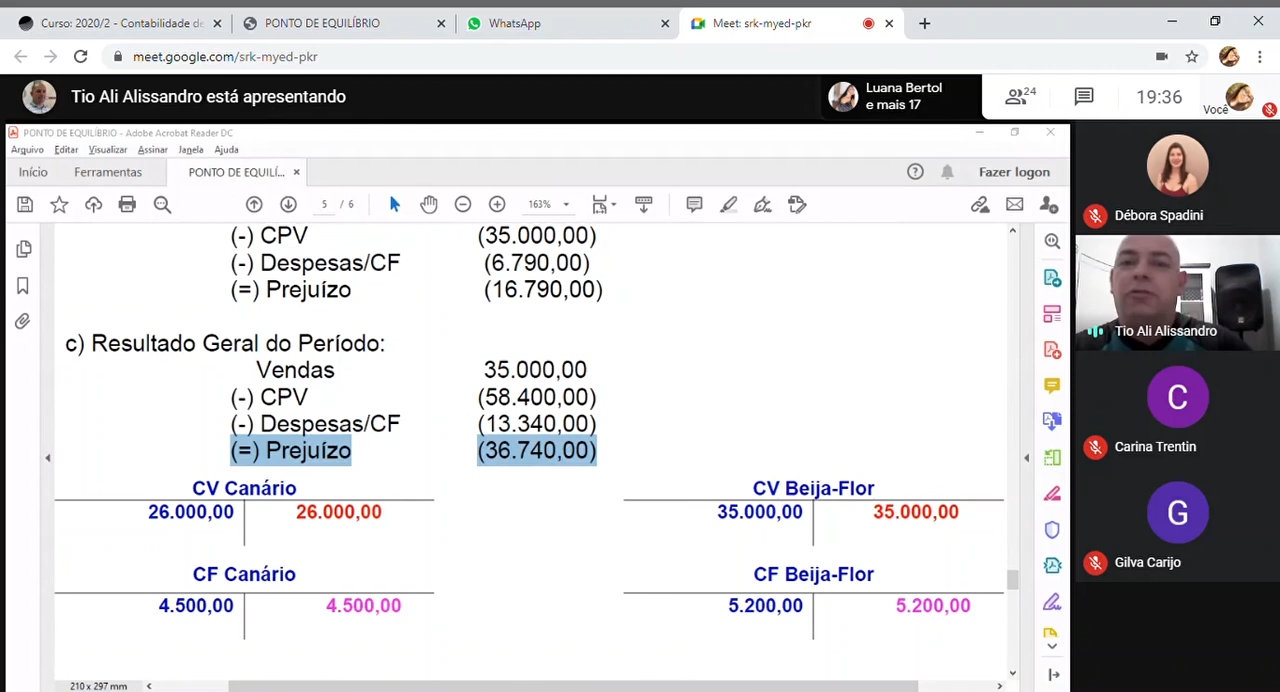 Curso: 2020/2 - Contabilidade de
PONTO DE EQUILÍBRIO
WhatsApp
Meet: srk-myed-pkr
meet.google.com/srk-myed-pkr
Tio Ali Alissandro está apresentando
Luana Bertol
e mais 17
24
19:36
Você
PONTO DE EQUILÍBRIO - Adobe Acrobat Reader DC
Arquivo Editar Visualizar Assinar Janela Ajuda
Início Ferramentas PONTO DE EQUILÍ... Fazer logon
5 / 6 163%
(-) CPV (35.000,00)
(-) Despesas/CF (6.790,00)
(=) Prejuízo (16.790,00)
c) Resultado Geral do Período:
Vendas 35.000,00
(-) CPV (58.400,00)
(-) Despesas/CF (13.340,00)
(=) Prejuízo (36.740,00)
CV Canário CV Beija-Flor
26.000,00 26.000,00 35.000,00 35.000,00
CF Canário CF Beija-Flor
4.500,00 4.500,00 5.200,00 5.200,00
210 x 297 mm
Débora Spadini
Tio Ali Alissandro
C
Carina Trentin
G
Gilva Carijo